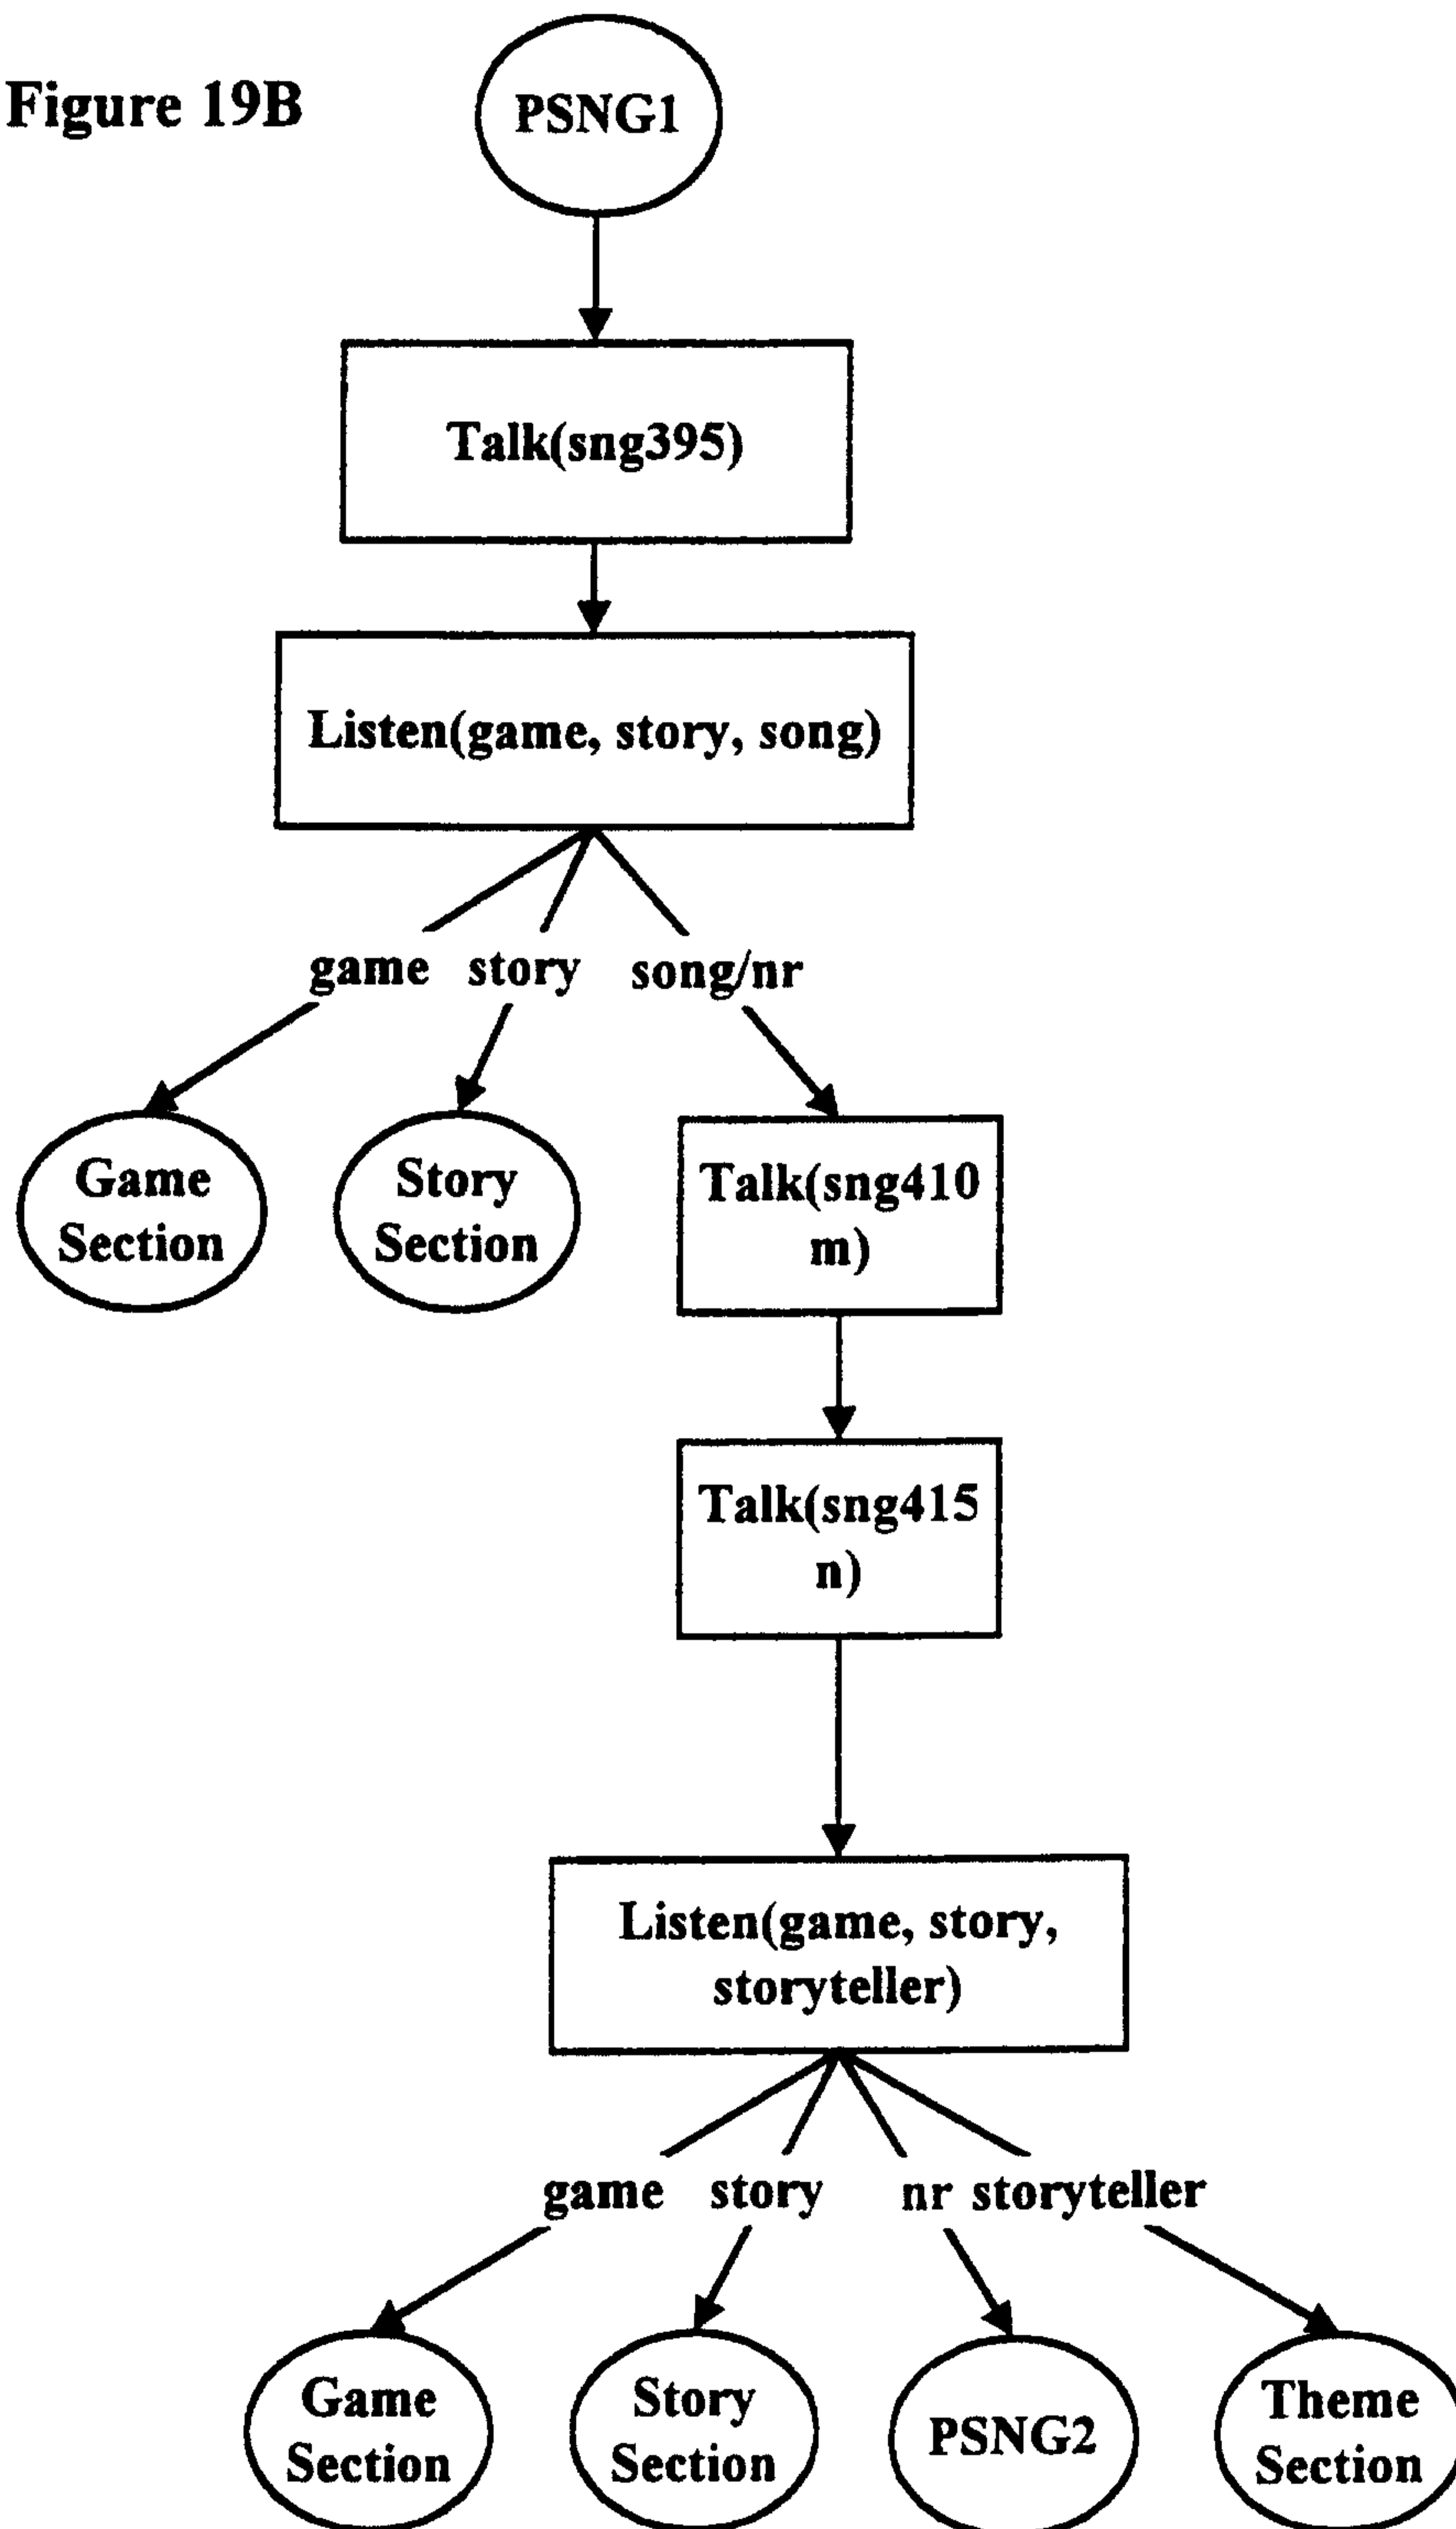 Figure 19B
PSNG1
Talk(sng395)
Listen(game, story, song)
game story song/nr
Game
Section
Story
Section
Talk(sng410
m)
Talk(sng415
n)
Listen(game, story,
storyteller)
game story nr storyteller
Game
Section
Story
Section
PSNG2
Theme
Section